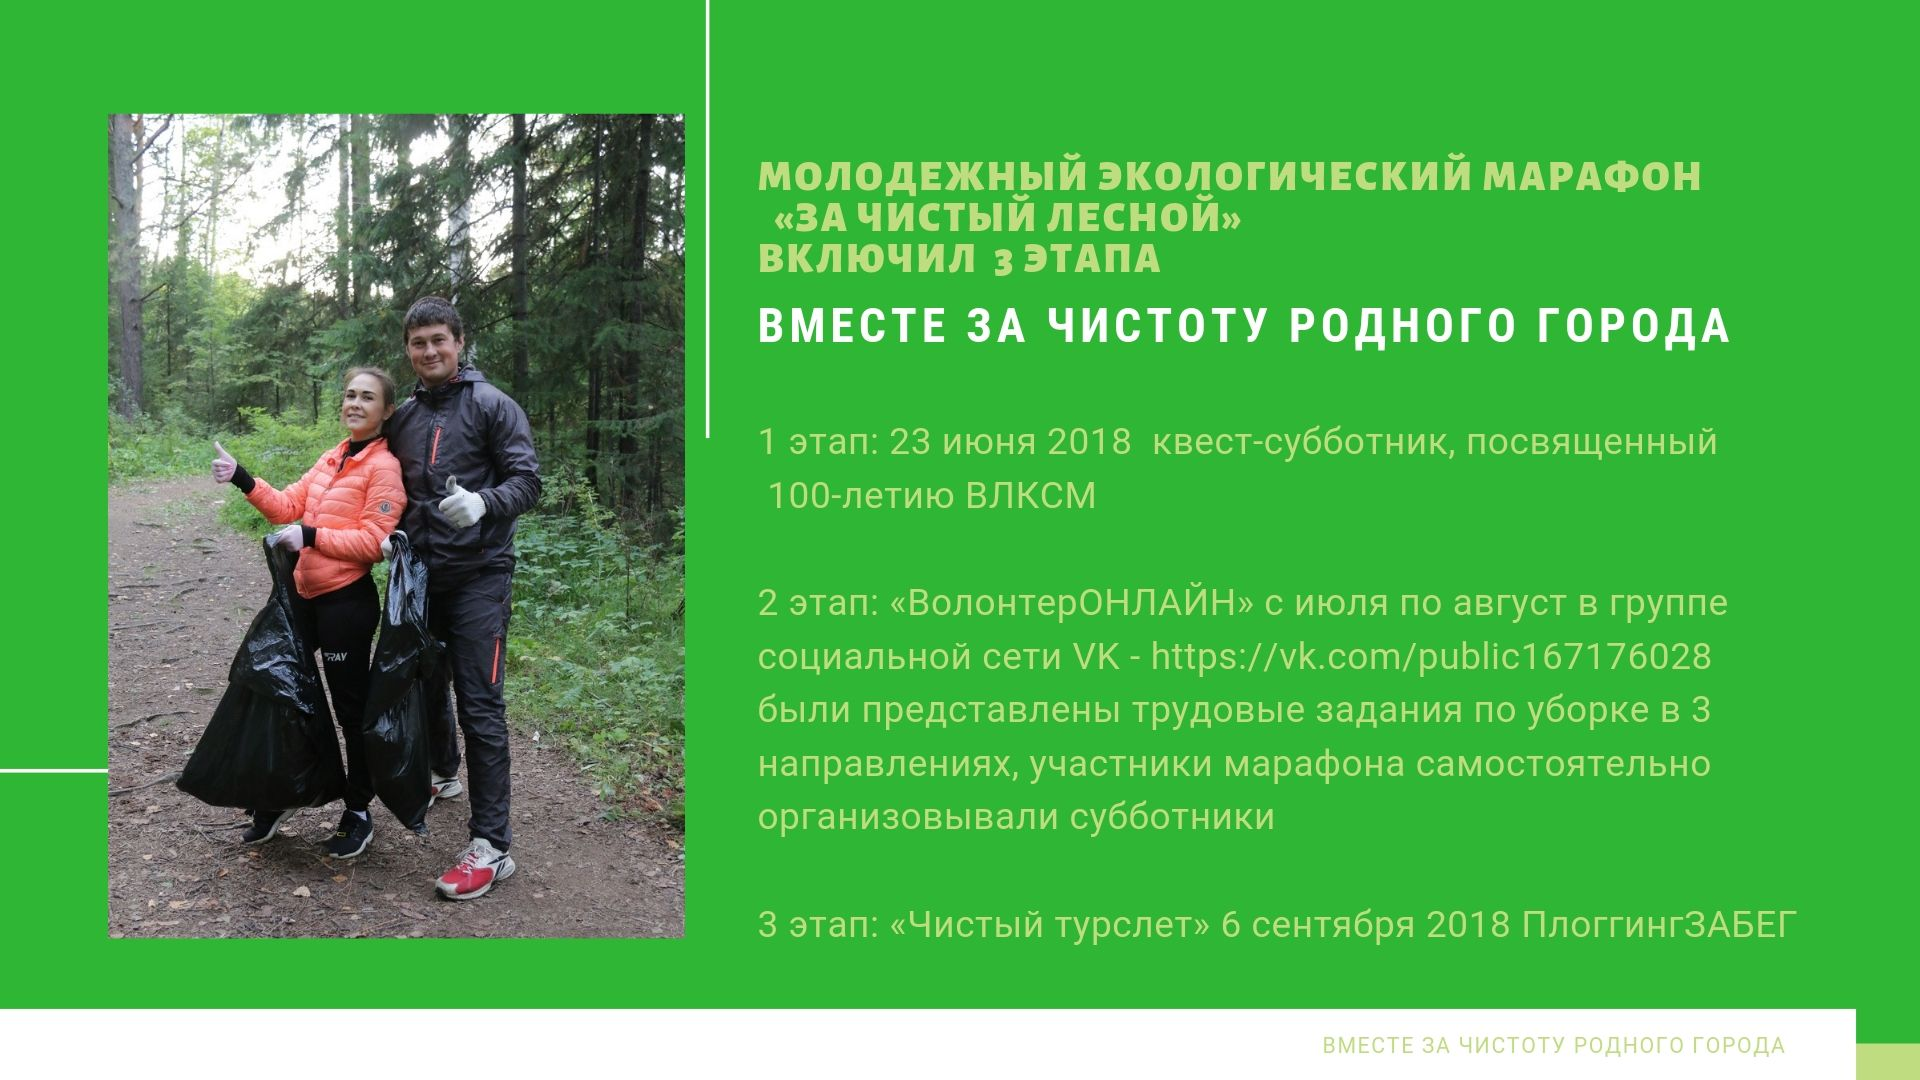 МОЛОДЕЖНЫЙ ЭКОЛОГИЧЕСКИЙ МАРАФОН
«ЗА ЧИСТЫЙ ЛЕСНОЙ»
ВКЛЮЧИЛ 3 ЭТАПА
ВМЕСТЕ ЗА ЧИСТОТУ РОДНОГО ГОРОДА
1 этап: 23 июня 2018 квест-субботник, посвященный
100-летию ВЛКСМ
2 этап: «ВолонтерОНЛАЙН» с июля по август в группе
социальной сети VK - https://vk.com/public167176028
были представлены трудовые задания по уборке в 3
направлениях, участники марафона самостоятельно
организовывали субботники
3 этап: «Чистый турслет» 6 сентября 2018 ПлоггингЗАБЕГ
ВМЕСТЕ ЗА ЧИСТОТУ РОДНОГО ГОРОДА